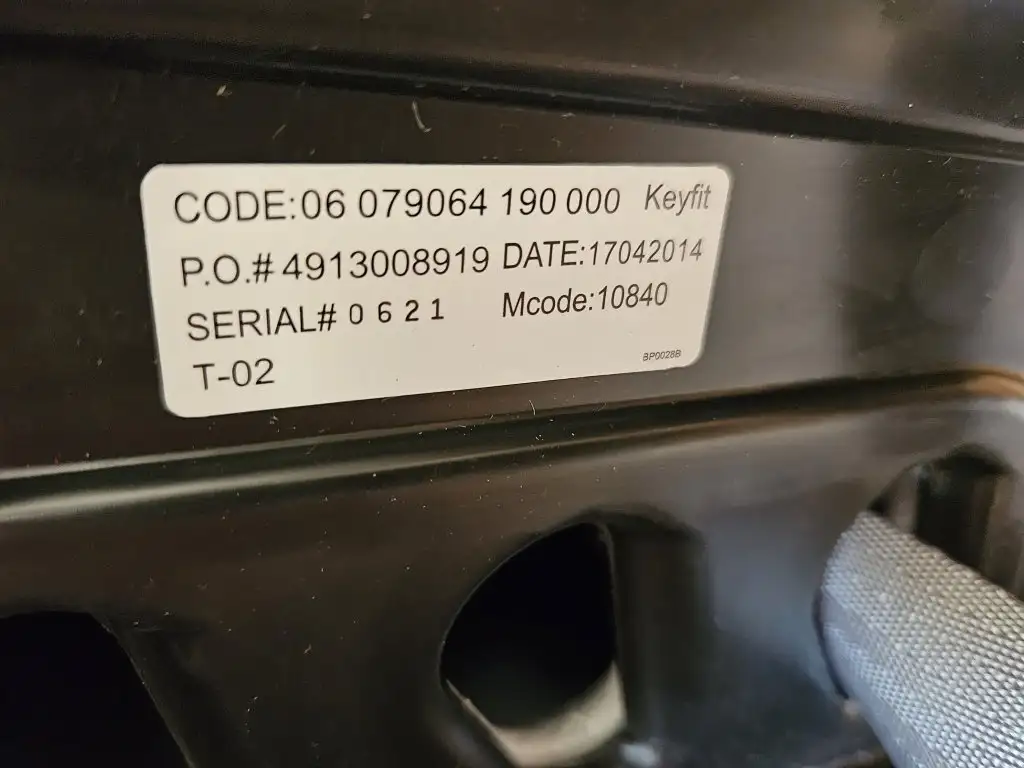 CODE:06 079064 190 000 Keyfit
P.O.# 4913008919 DATE:17042014
SERIAL# 0 6 2 1 Mcode:10840
T-02 BP0028B